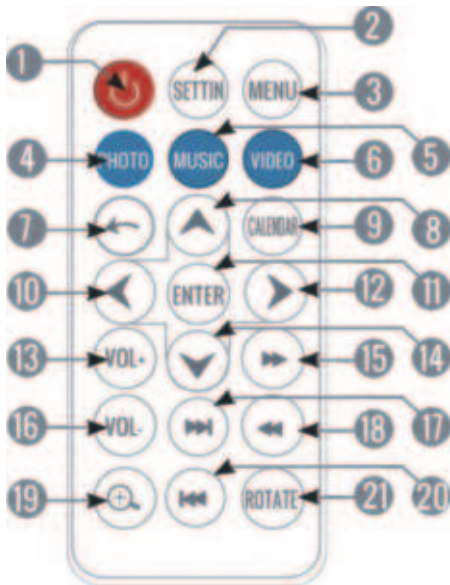 2
1 SETTIN MENU 3
4 PHOTO MUSIC VIDEO 6 5
7 CALENDAR 9 8
10 ENTER 12 11
13 VOL+ 15 14
16 VOL- 18 17
19 ROTATE 21 20